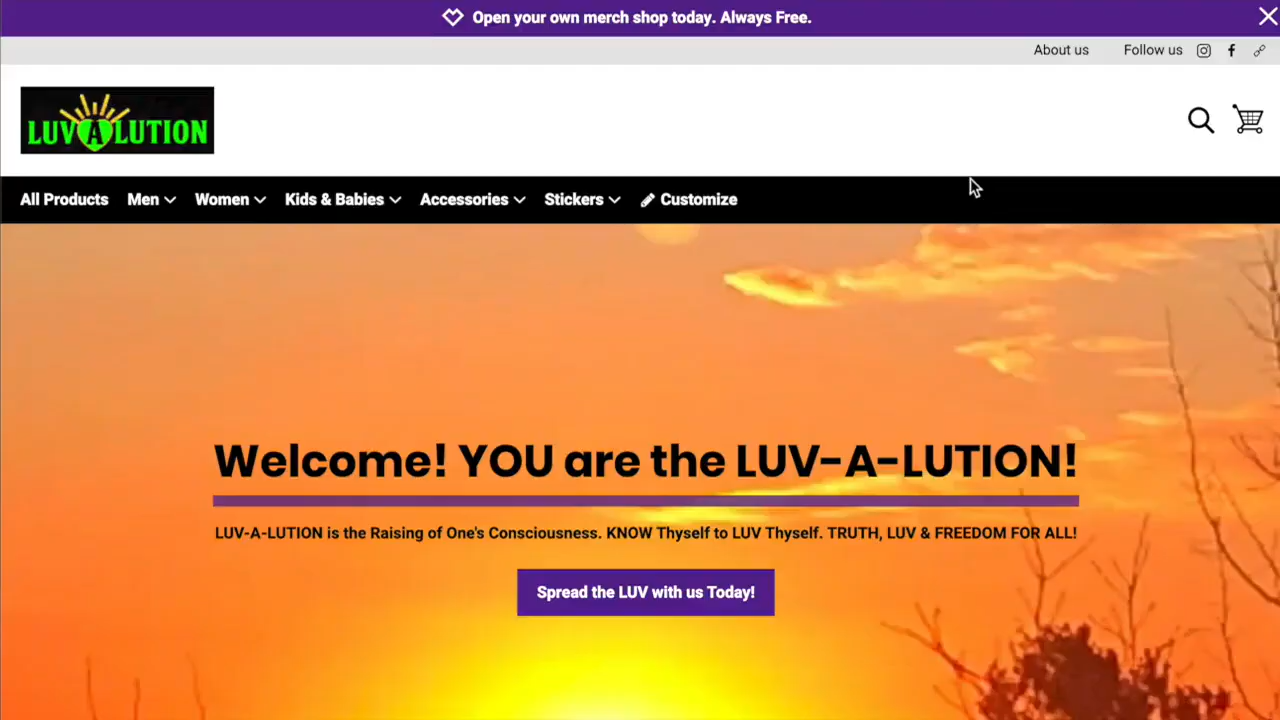 Open your own merch shop today. Always Free.
About us
Follow us
LUV A LUTION
All Products
Men
Women
Kids & Babies
Accessories
Stickers
Customize
Welcome! YOU are the LUV-A-LUTION!
LUV-A-LUTION is the Raising of One's Consciousness. KNOW Thyself to LUV Thyself. TRUTH, LUV & FREEDOM FOR ALL!
Spread the LUV with us Today!